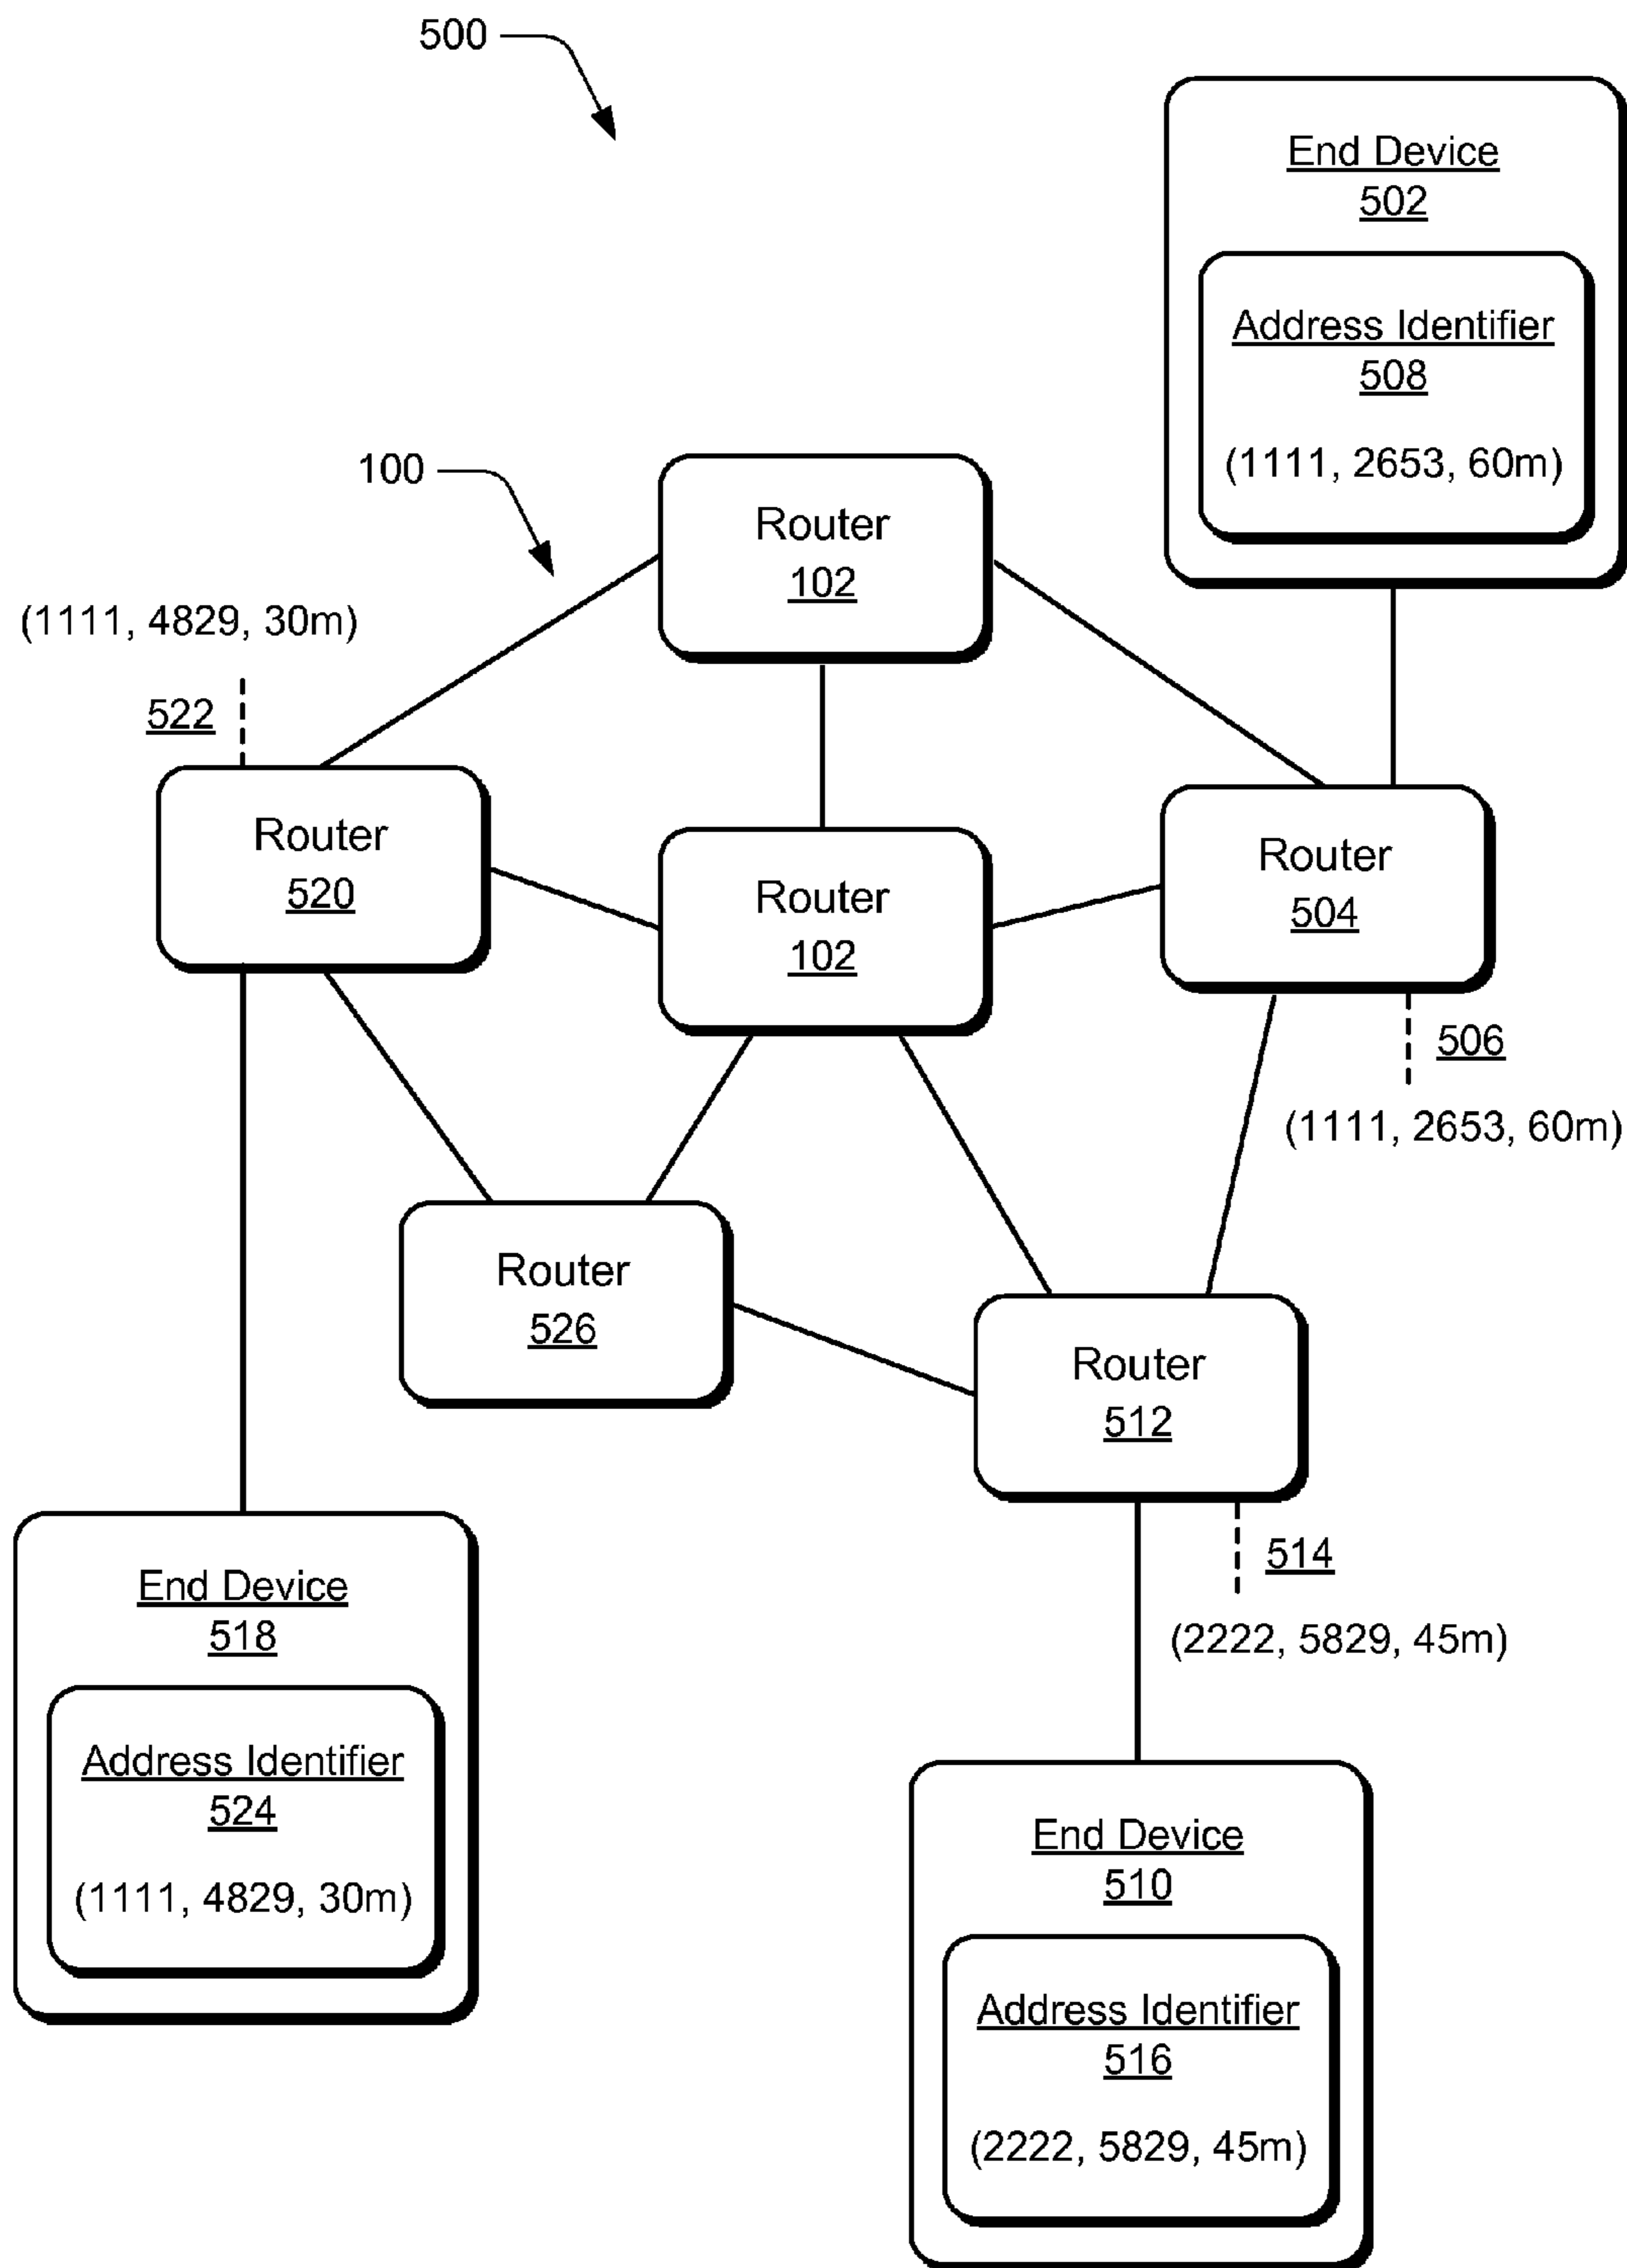 500
End Device
502
Address Identifier
508
(1111, 2653, 60m)
100
Router
102
(1111, 4829, 30m)
522
Router
520
Router
102
Router
504
506
(1111, 2653, 60m)
Router
526
Router
512
514
(2222, 5829, 45m)
End Device
518
Address Identifier
524
(1111, 4829, 30m)
End Device
510
Address Identifier
516
(2222, 5829, 45m)